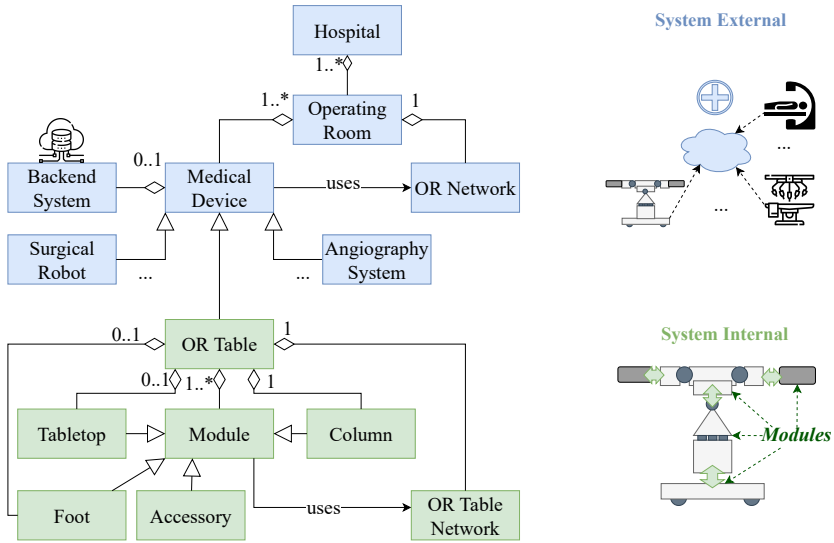 Hospital
System External
1..*
1..*
Operating
Room
1
0..1
Backend
System
Medical
Device
uses
OR Network
...
...
Surgical
Robot
...
...
Angiography
System
0..1
OR Table
1
System Internal
0..1
1..*
1
Tabletop
Module
Column
Modules
Foot
Accessory
uses
OR Table
Network